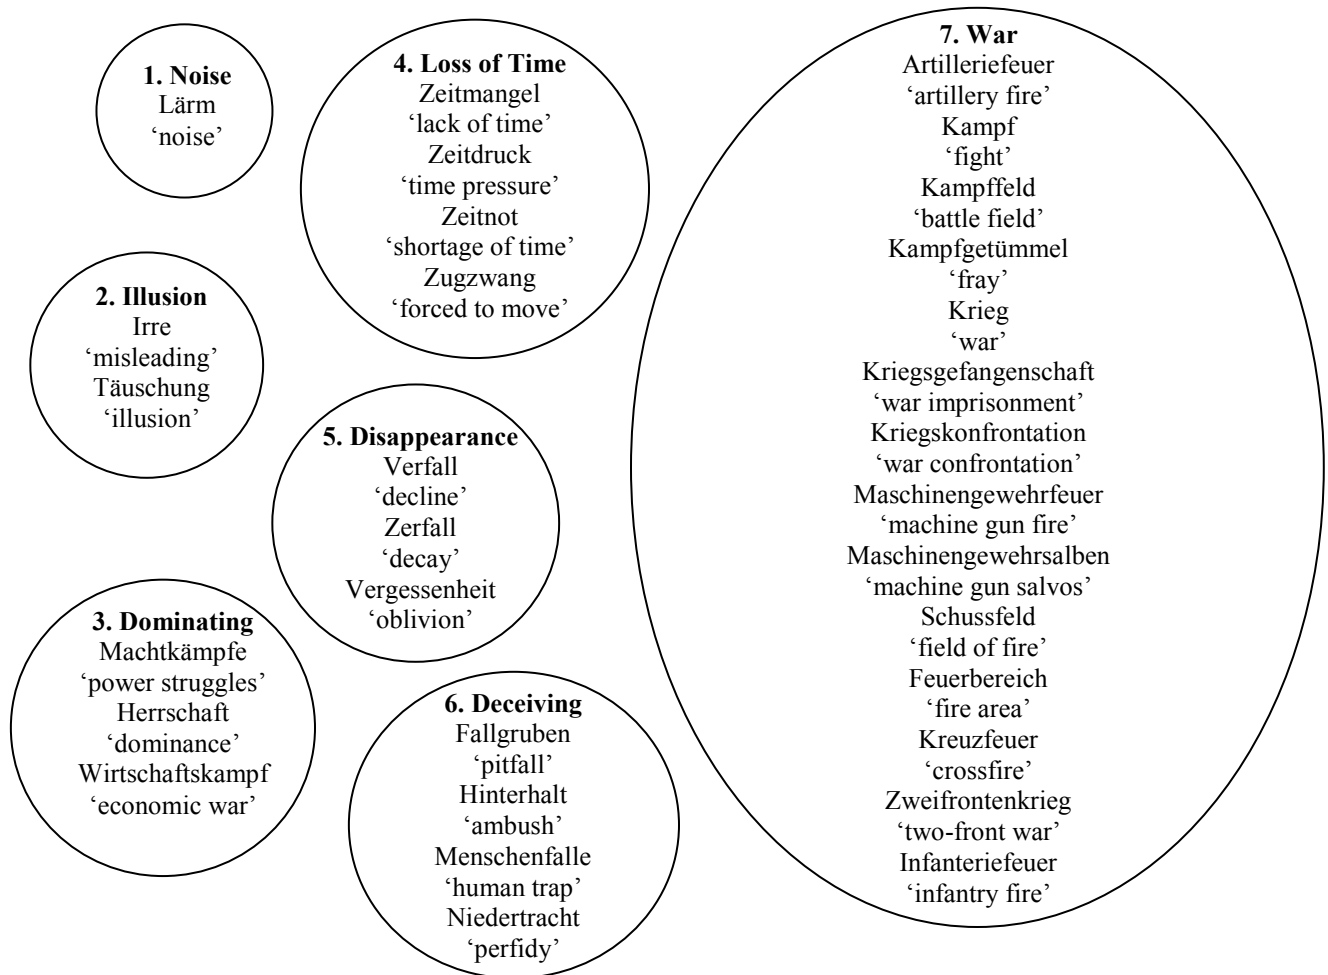 1. Noise
Lärm
‘noise’
2. Illusion
Irre
‘misleading’
Täuschung
‘illusion’
3. Dominating
Machtkämpfe
‘power struggles’
Herrschaft
‘dominance’
Wirtschaftskampf
‘economic war’
4. Loss of Time
Zeitmangel
‘lack of time’
Zeitdruck
‘time pressure’
Zeitnot
‘shortage of time’
Zugzwang
‘forced to move’
5. Disappearance
Verfall
‘decline’
Zerfall
‘decay’
Vergessenheit
‘oblivion’
6. Deceiving
Fallgruben
‘pitfall’
Hinterhalt
‘ambush’
Menschenfalle
‘human trap’
Niedertracht
‘perfidy’
7. War
Artilleriefeuer
‘artillery fire’
Kampf
‘fight’
Kampffeld
‘battle field’
Kampfgetümmel
‘fray’
Krieg
‘war’
Kriegsgefangenschaft
‘war imprisonment’
Kriegskonfrontation
‘war confrontation’
Maschinengewehrfeuer
‘machine gun fire’
Maschinengewehrsalben
‘machine gun salvos’
Schussfeld
‘field of fire’
Feuerbereich
‘fire area’
Kreuzfeuer
‘crossfire’
Zweifrontenkrieg
‘two-front war’
Infanteriefeuer
‘infantry fire’